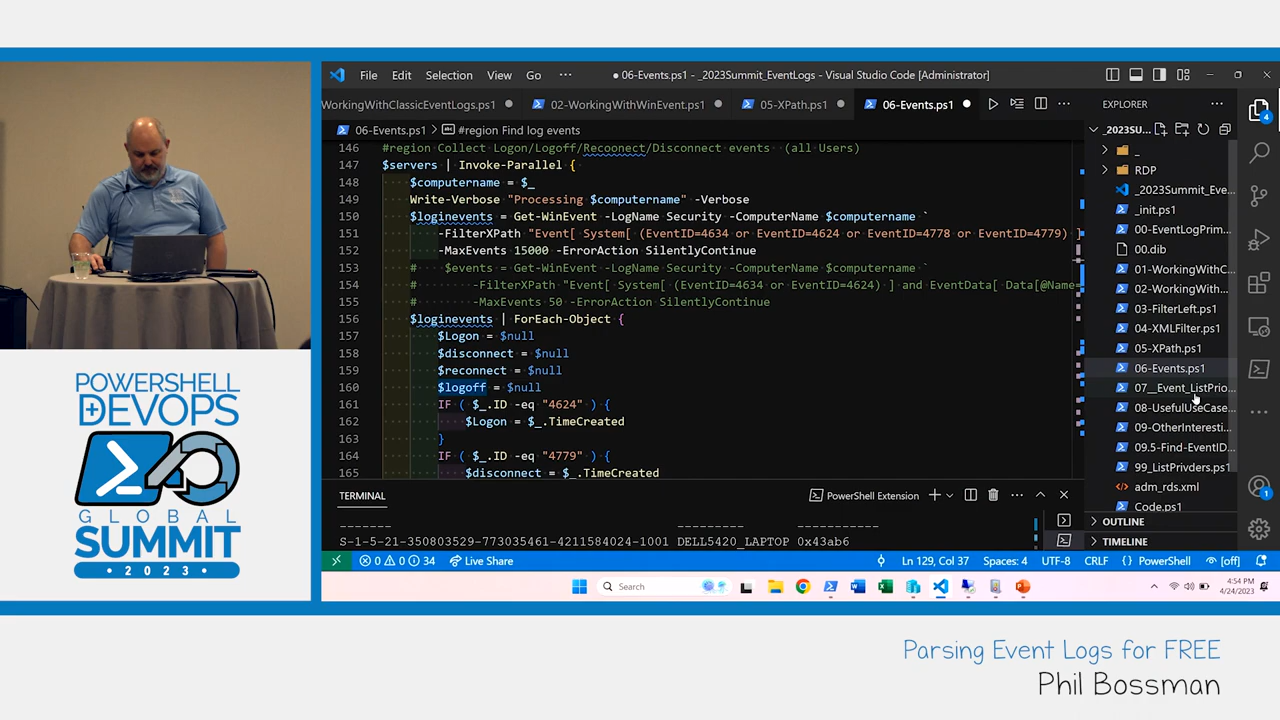 File Edit Selection View Go ··· ● 06-Events.ps1 - _2023Summit_EventLogs - Visual Studio Code [Administrator]
WorkingWithClassicEventLogs.ps1 02-WorkingWithWinEvent.ps1 05-XPath.ps1 06-Events.ps1
06-Events.ps1 > #region Find log events
146 #region Collect Logon/Logoff/Recoonect/Disconnect events (all Users)
147 $servers | Invoke-Parallel {
148 $computername = $_
149 Write-Verbose "Processing $computername" -Verbose
150 $loginevents = Get-WinEvent -LogName Security -ComputerName $computername `
151 -FilterXPath "Event[ System[ (EventID=4634 or EventID=4624 or EventID=4778 or EventID=4779) ]
152 -MaxEvents 15000 -ErrorAction SilentlyContinue
153 # $events = Get-WinEvent -LogName Security -ComputerName $computername `
154 # -FilterXPath "Event[ System[ (EventID=4634 or EventID=4624) ] and EventData[ Data[@Name=
155 # -MaxEvents 50 -ErrorAction SilentlyContinue
156 $loginevents | ForEach-Object {
157 $Logon = $null
158 $disconnect = $null
159 $reconnect = $null
160 $logoff = $null
161 IF ( $_.ID -eq "4624" ) {
162 $Logon = $_.TimeCreated
163 }
164 IF ( $_.ID -eq "4779" ) {
165 $disconnect = $_.TimeCreated
EXPLORER ···
_2023SU...
_
RDP
_2023Summit_Eve...
_init.ps1
00-EventLogPrim...
00.dib
01-WorkingWithC...
02-WorkingWith...
03-FilterLeft.ps1
04-XMLFilter.ps1
05-XPath.ps1
06-Events.ps1
07__Event_ListPrio...
08-UsefulUseCase...
09-OtherInteresti...
09.5-Find-EventID...
99_ListPrivders.ps1
adm_rds.xml
Code.ps1
OUTLINE
TIMELINE
4
1
TERMINAL PowerShell Extension
------- --------- -----------
S-1-5-21-350803529-773035461-4211584024-1001 DELL5420_LAPTOP 0x43ab6
0 0 34 Live Share Ln 129, Col 37 Spaces: 4 UTF-8 CRLF {} PowerShell [off]
Search
4:54 PM
4/24/2023
POWERSHELL
+DEVOPS
GLOBAL
SUMMIT
2023
Parsing Event Logs for FREE
Phil Bossman